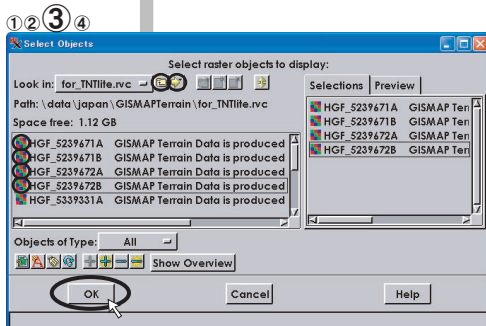 ①②③④
Select Objects
Select raster objects to display:
Look in: for_TNTlite.rvc
Path: \data\japan\GISMAPTerrain\for_TNTlite.rvc
Space free: 1.12 GB
HGF_5239671A GISMAP Terrain Data is produced
HGF_5239671B GISMAP Terrain Data is produced
HGF_5239672A GISMAP Terrain Data is produced
HGF_5239672B GISMAP Terrain Data is produced
HGF_5339331A GISMAP Terrain Data is produced
Selections Preview
HGF_5239671A GISMAP Terr
HGF_5239671B GISMAP Terr
HGF_5239672A GISMAP Terr
HGF_5239672B GISMAP Terr
Objects of Type: All
Show Overview
OK Cancel Help